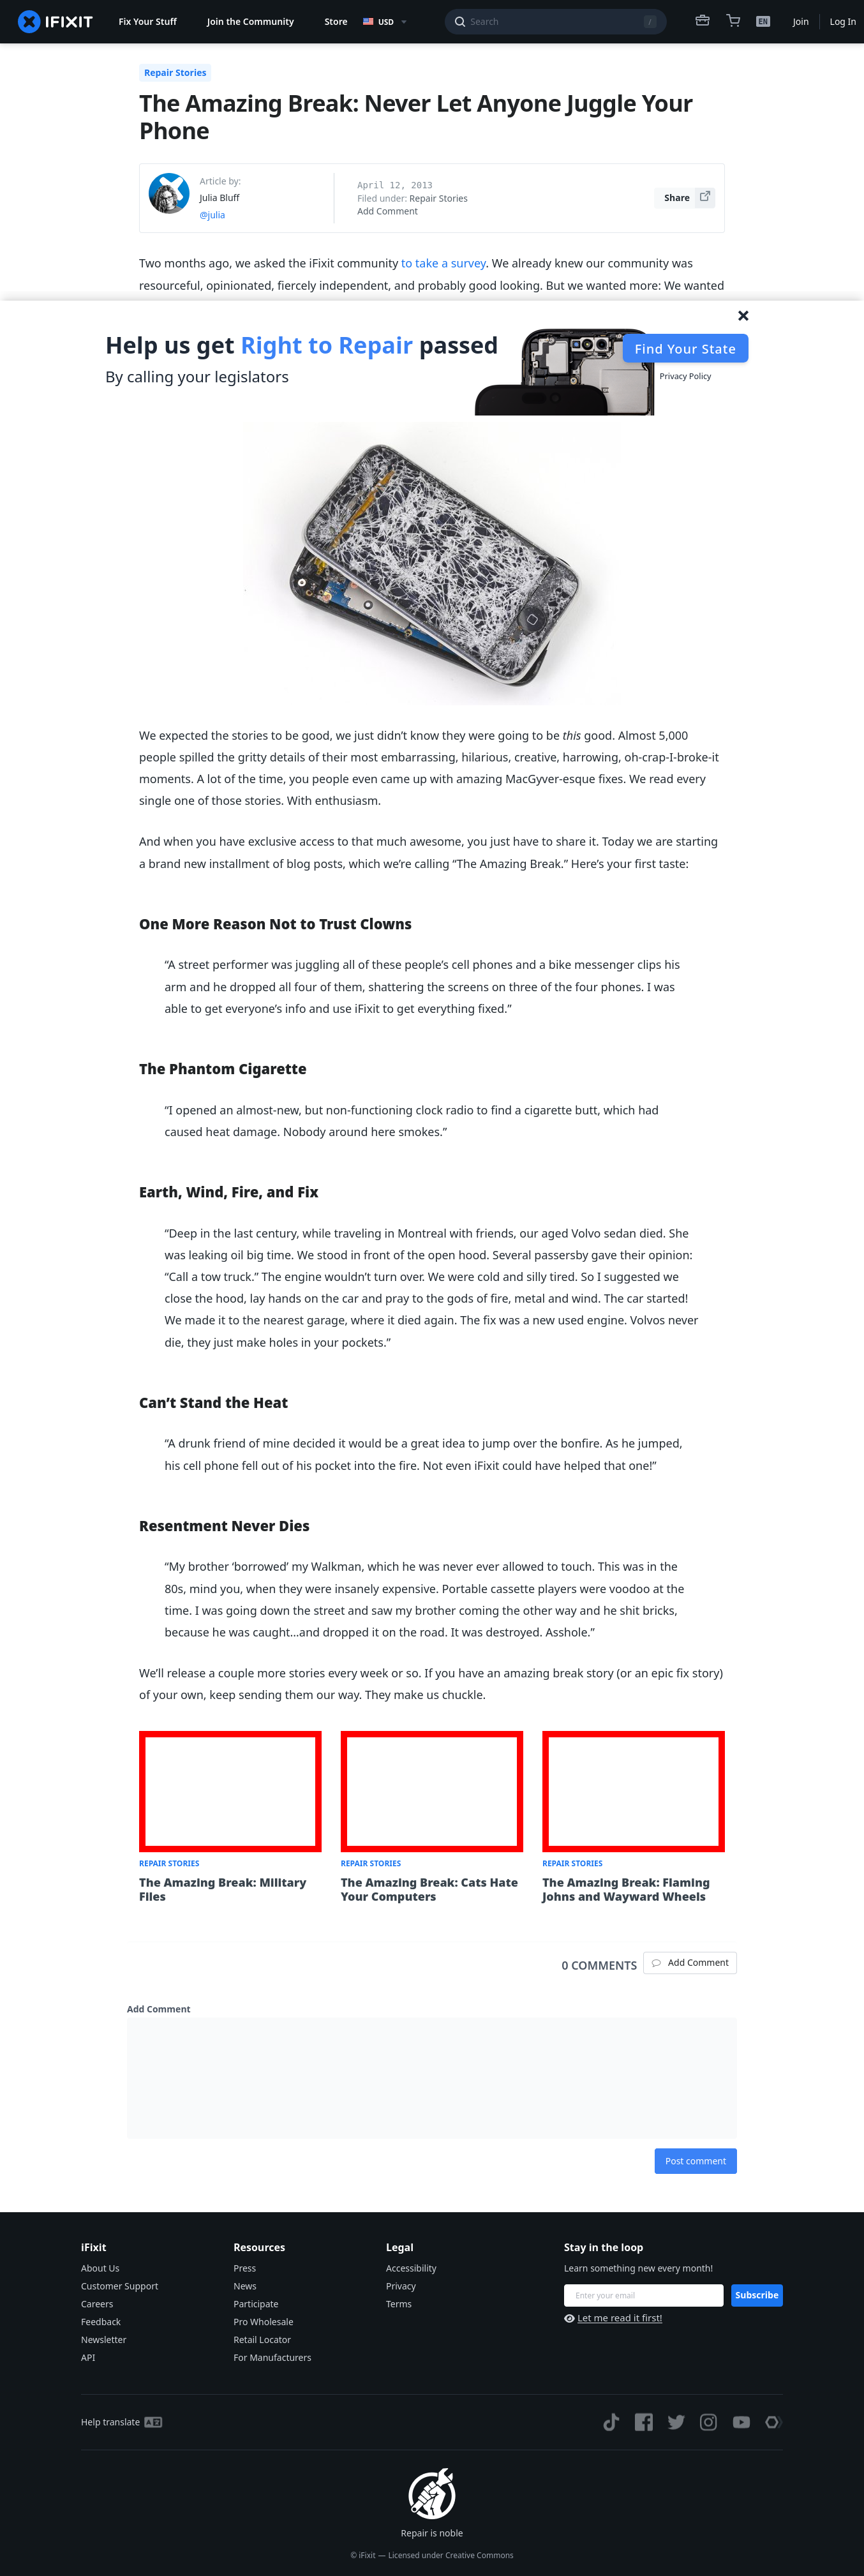 IFIXIT
Fix Your Stuff
Join the Community
Store
USD
Search
/
EN
Join
Log In
Repair Stories
The Amazing Break: Never Let Anyone Juggle Your
Phone
Article by:
Julia Bluff
@julia
April 12, 2013
Filed under: Repair Stories
Add Comment
Share
Two months ago, we asked the iFixit community to take a survey. We already knew our community was
resourceful, opinionated, fiercely independent, and probably good looking. But we wanted more: We wanted
Help us get Right to Repair passed
By calling your legislators
Find Your State
Privacy Policy
We expected the stories to be good, we just didn’t know they were going to be this good. Almost 5,000
people spilled the gritty details of their most embarrassing, hilarious, creative, harrowing, oh-crap-I-broke-it
moments. A lot of the time, you people even came up with amazing MacGyver-esque fixes. We read every
single one of those stories. With enthusiasm.
And when you have exclusive access to that much awesome, you just have to share it. Today we are starting
a brand new installment of blog posts, which we’re calling “The Amazing Break.” Here’s your first taste:
One More Reason Not to Trust Clowns
“A street performer was juggling all of these people’s cell phones and a bike messenger clips his
arm and he dropped all four of them, shattering the screens on three of the four phones. I was
able to get everyone’s info and use iFixit to get everything fixed.”
The Phantom Cigarette
“I opened an almost-new, but non-functioning clock radio to find a cigarette butt, which had
caused heat damage. Nobody around here smokes.”
Earth, Wind, Fire, and Fix
“Deep in the last century, while traveling in Montreal with friends, our aged Volvo sedan died. She
was leaking oil big time. We stood in front of the open hood. Several passersby gave their opinion:
“Call a tow truck.” The engine wouldn’t turn over. We were cold and silly tired. So I suggested we
close the hood, lay hands on the car and pray to the gods of fire, metal and wind. The car started!
We made it to the nearest garage, where it died again. The fix was a new used engine. Volvos never
die, they just make holes in your pockets.”
Can’t Stand the Heat
“A drunk friend of mine decided it would be a great idea to jump over the bonfire. As he jumped,
his cell phone fell out of his pocket into the fire. Not even iFixit could have helped that one!”
Resentment Never Dies
“My brother ‘borrowed’ my Walkman, which he was never ever allowed to touch. This was in the
80s, mind you, when they were insanely expensive. Portable cassette players were voodoo at the
time. I was going down the street and saw my brother coming the other way and he shit bricks,
because he was caught…and dropped it on the road. It was destroyed. Asshole.”
We’ll release a couple more stories every week or so. If you have an amazing break story (or an epic fix story)
of your own, keep sending them our way. They make us chuckle.
REPAIR STORIES
The Amazing Break: Military
Files
REPAIR STORIES
The Amazing Break: Cats Hate
Your Computers
REPAIR STORIES
The Amazing Break: Flaming
Johns and Wayward Wheels
0 COMMENTS
Add Comment
Add Comment
Post comment
iFixit
About Us
Customer Support
Careers
Feedback
Newsletter
API
Resources
Press
News
Participate
Pro Wholesale
Retail Locator
For Manufacturers
Legal
Accessibility
Privacy
Terms
Stay in the loop
Learn something new every month!
Enter your email
Subscribe
Let me read it first!
Help translate
Repair is noble
© iFixit — Licensed under Creative Commons